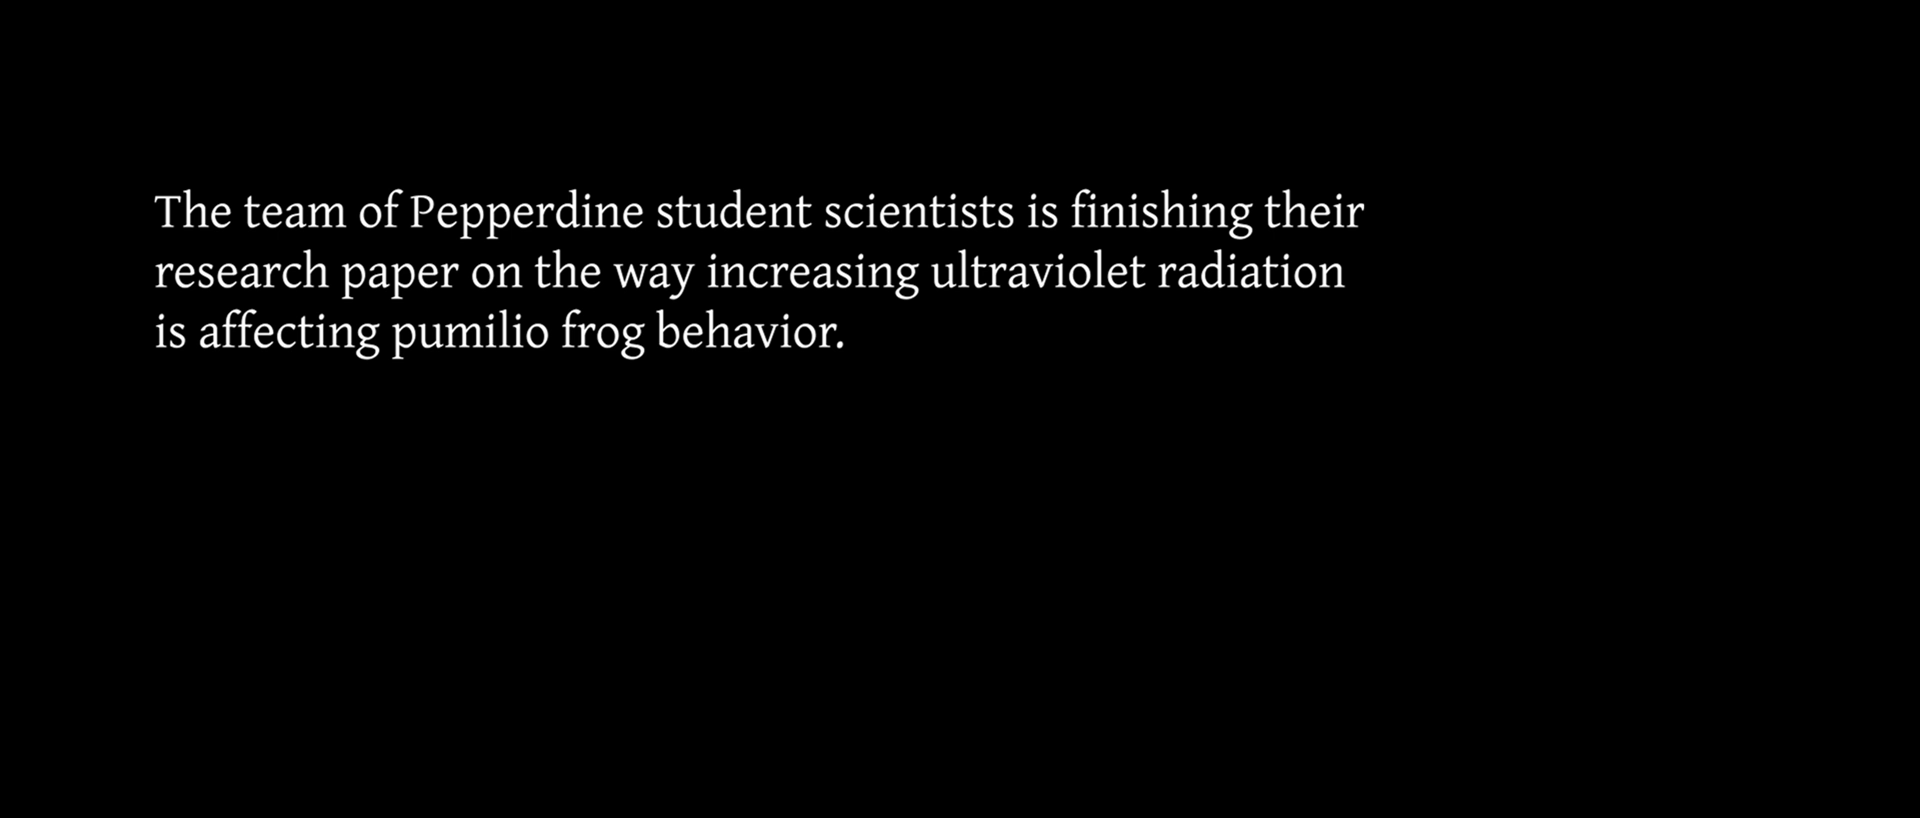 The team of Pepperdine student scientists is finishing their
research paper on the way increasing ultraviolet radiation
is affecting pumilio frog behavior.